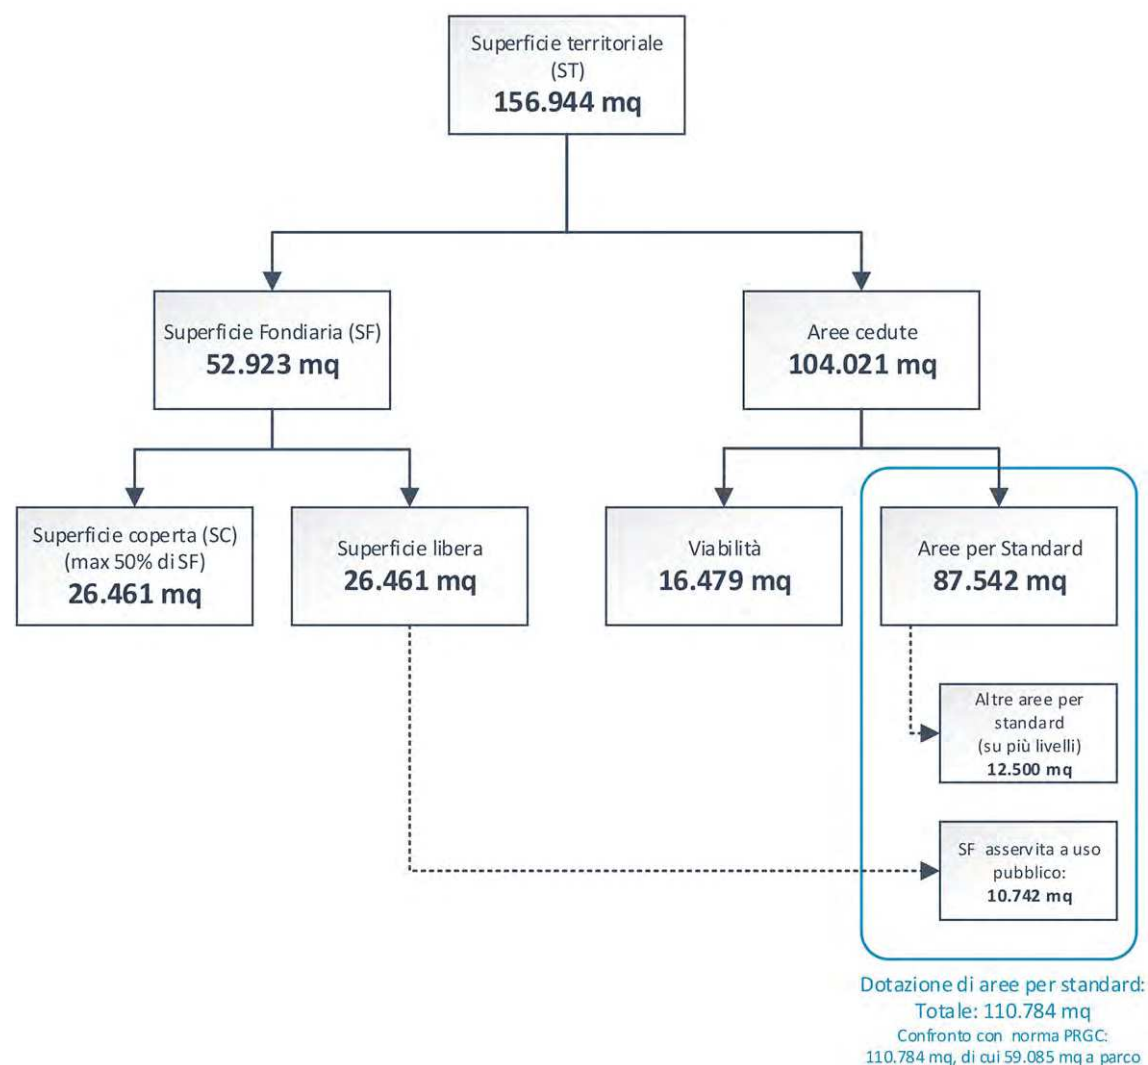 Superficie territoriale
(ST)
156.944 mq
Superficie Fondiaria (SF)
52.923 mq
Aree cedute
104.021 mq
Superficie coperta (SC)
(max 50% di SF)
26.461 mq
Superficie libera
26.461 mq
Viabilità
16.479 mq
Aree per Standard
87.542 mq
Altre aree per
standard
(su più livelli)
12.500 mq
SF asservita a uso
pubblico:
10.742 mq
Dotazione di aree per standard:
Totale: 110.784 mq
Confronto con norma PRGC:
110.784 mq, di cui 59.085 mq a parco